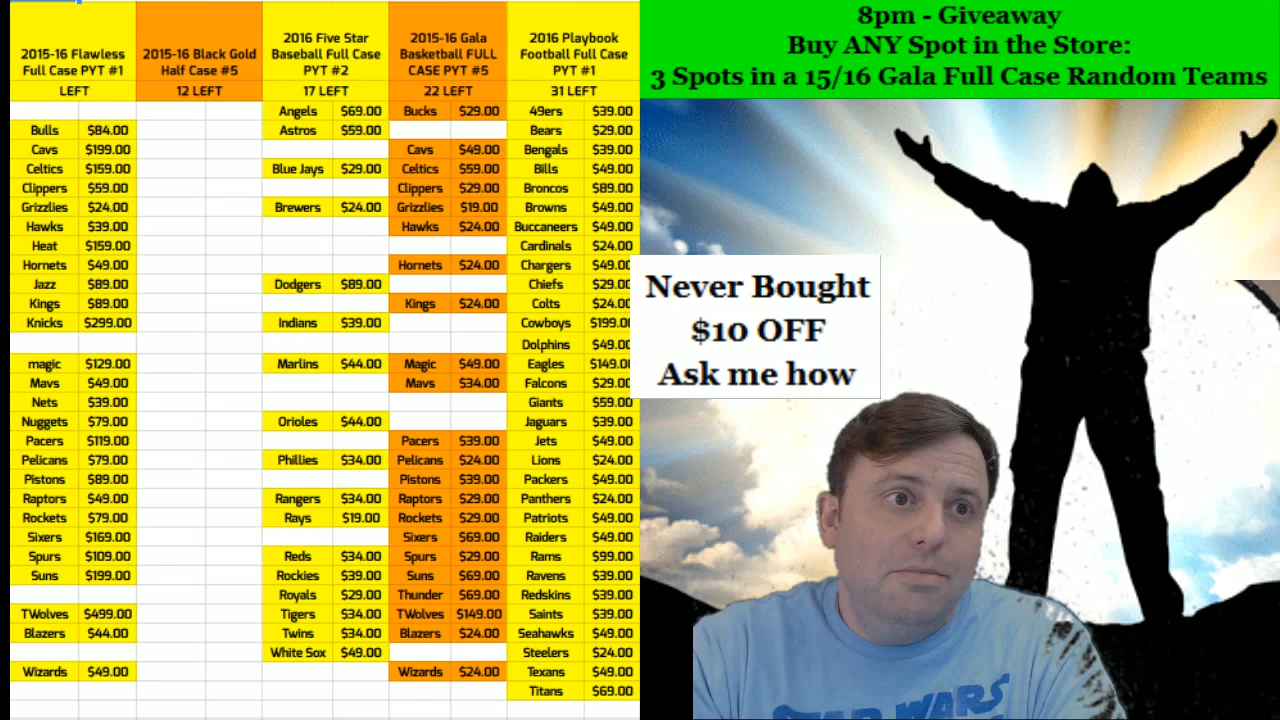 2015-16 Flawless
Full Case PYT #1
LEFT
Bulls $84.00
Cavs $199.00
Celtics $159.00
Clippers $59.00
Grizzlies $24.00
Hawks $39.00
Heat $159.00
Hornets $49.00
Jazz $89.00
Kings $89.00
Knicks $299.00
magic $129.00
Mavs $49.00
Nets $39.00
Nuggets $79.00
Pacers $119.00
Pelicans $79.00
Pistons $89.00
Raptors $49.00
Rockets $79.00
Sixers $169.00
Spurs $109.00
Suns $199.00
TWolves $499.00
Blazers $44.00
Wizards $49.00
2015-16 Black Gold
Half Case #5
12 LEFT
2016 Five Star
Baseball Full Case
PYT #2
17 LEFT
Angels $69.00
Astros $59.00
Blue Jays $29.00
Brewers $24.00
Dodgers $89.00
Indians $39.00
Marlins $44.00
Orioles $44.00
Phillies $34.00
Rangers $34.00
Rays $19.00
Reds $34.00
Rockies $39.00
Royals $29.00
Tigers $34.00
Twins $34.00
White Sox $49.00
2015-16 Gala
Basketball FULL
CASE PYT #5
22 LEFT
Bucks $29.00
Cavs $49.00
Celtics $59.00
Clippers $29.00
Grizzlies $19.00
Hawks $24.00
Hornets $24.00
Kings $24.00
Magic $49.00
Mavs $34.00
Pacers $39.00
Pelicans $24.00
Pistons $39.00
Raptors $29.00
Rockets $29.00
Sixers $69.00
Spurs $29.00
Suns $69.00
Thunder $69.00
TWolves $149.00
Blazers $24.00
Wizards $24.00
2016 Playbook
Football Full Case
PYT #1
31 LEFT
49ers $39.00
Bears $29.00
Bengals $39.00
Bills $49.00
Broncos $89.00
Browns $49.00
Buccaneers $49.00
Cardinals $24.00
Chargers $49.00
Chiefs $29.00
Colts $24.00
Cowboys $199.00
Dolphins $49.00
Eagles $149.00
Falcons $29.00
Giants $59.00
Jaguars $39.00
Jets $49.00
Lions $24.00
Packers $49.00
Panthers $24.00
Patriots $49.00
Raiders $49.00
Rams $99.00
Ravens $39.00
Redskins $39.00
Saints $39.00
Seahawks $49.00
Steelers $24.00
Texans $49.00
Titans $69.00
8pm - Giveaway
Buy ANY Spot in the Store:
3 Spots in a 15/16 Gala Full Case Random Teams
Never Bought
$10 OFF
Ask me how
STAR WARS